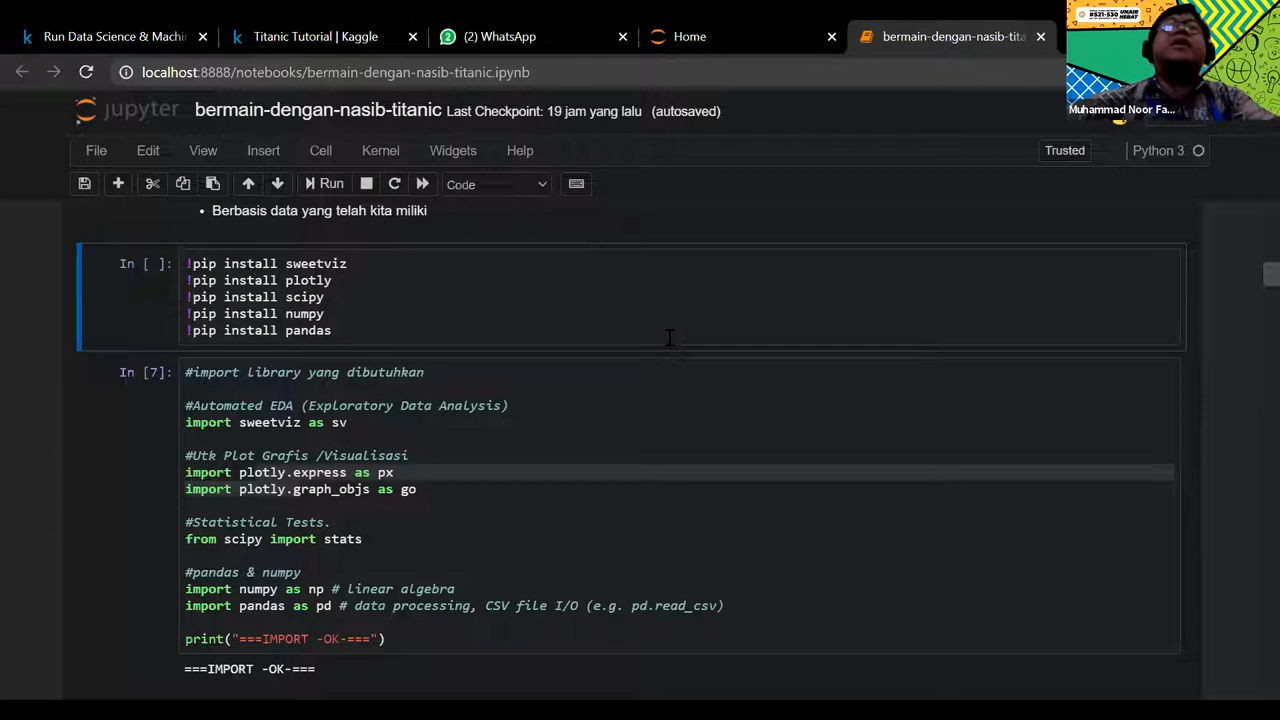 Run Data Science & Machi
Titanic Tutorial | Kaggle
(2) WhatsApp
Home
bermain-dengan-nasib-tita
#521-530
UNAIR
HEBAT
localhost:8888/notebooks/bermain-dengan-nasib-titanic.ipynb
Muhammad Noor Fa...
jupyter
bermain-dengan-nasib-titanic Last Checkpoint: 19 jam yang lalu (autosaved)
File Edit View Insert Cell Kernel Widgets Help
Trusted
Python 3
Run
Code
• Berbasis data yang telah kita miliki
In [ ]:
!pip install sweetviz
!pip install plotly
!pip install scipy
!pip install numpy
!pip install pandas
In [7]:
#import library yang dibutuhkan
#Automated EDA (Exploratory Data Analysis)
import sweetviz as sv
#Utk Plot Grafis /Visualisasi
import plotly.express as px
import plotly.graph_objs as go
#Statistical Tests.
from scipy import stats
#pandas & numpy
import numpy as np # linear algebra
import pandas as pd # data processing, CSV file I/O (e.g. pd.read_csv)
print("===IMPORT -OK-===")
===IMPORT -OK-===